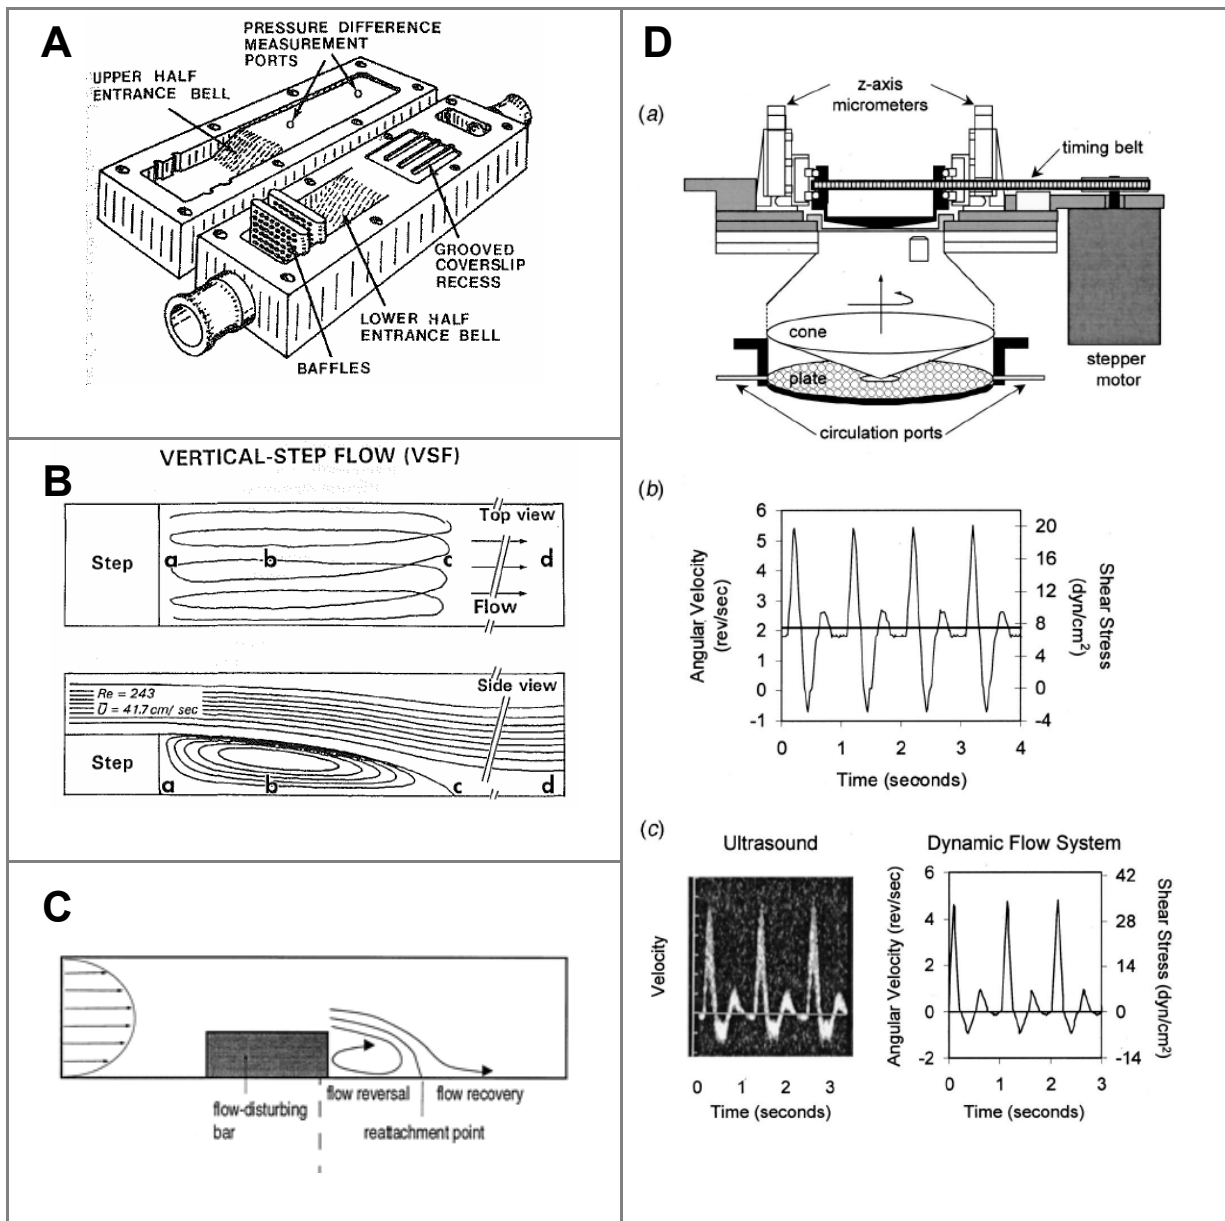 A
PRESSURE DIFFERENCE
MEASUREMENT
PORTS
UPPER HALF
ENTRANCE BELL
GROOVED
COVERSLIP
RECESS
LOWER HALF
ENTRANCE BELL
BAFFLES
B
VERTICAL-STEP FLOW (VSF)
Top view
Step
a
b
c
d
Flow
Re = 243
U̅ = 41.7 cm/sec
Side view
Step
a
b
c
d
C
flow reversal
flow recovery
flow-disturbing
bar
reattachment point
D
(a)
z-axis
micrometers
timing belt
cone
plate
stepper
motor
circulation ports
(b)
6
5
4
3
2
1
0
-1
20
16
12
8
4
0
-4
Angular Velocity
(rev/sec)
Shear Stress
(dyn/cm²)
0 1 2 3 4
Time (seconds)
(c)
Ultrasound
Velocity
0 1 2 3
Time (seconds)
Dynamic Flow System
6
4
2
0
-2
42
28
14
0
-14
Angular Velocity (rev/sec)
Shear Stress (dyn/cm²)
0 1 2 3
Time (seconds)